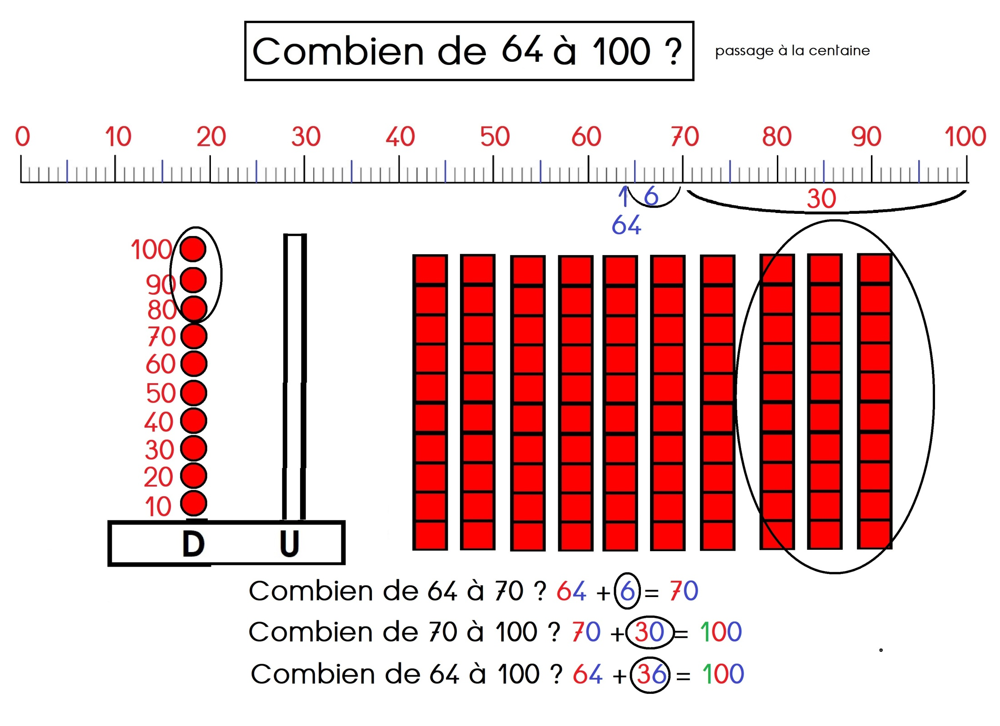 Combien de 64 à 100 ?
passage à la centaine
0 10 20 30 40 50 60 70 80 90 100
6
30
64
100
90
80
70
60
50
40
30
20
10
D U
Combien de 64 à 70 ? 64 + 6 = 70
Combien de 70 à 100 ? 70 + 30 = 100
Combien de 64 à 100 ? 64 + 36 = 100